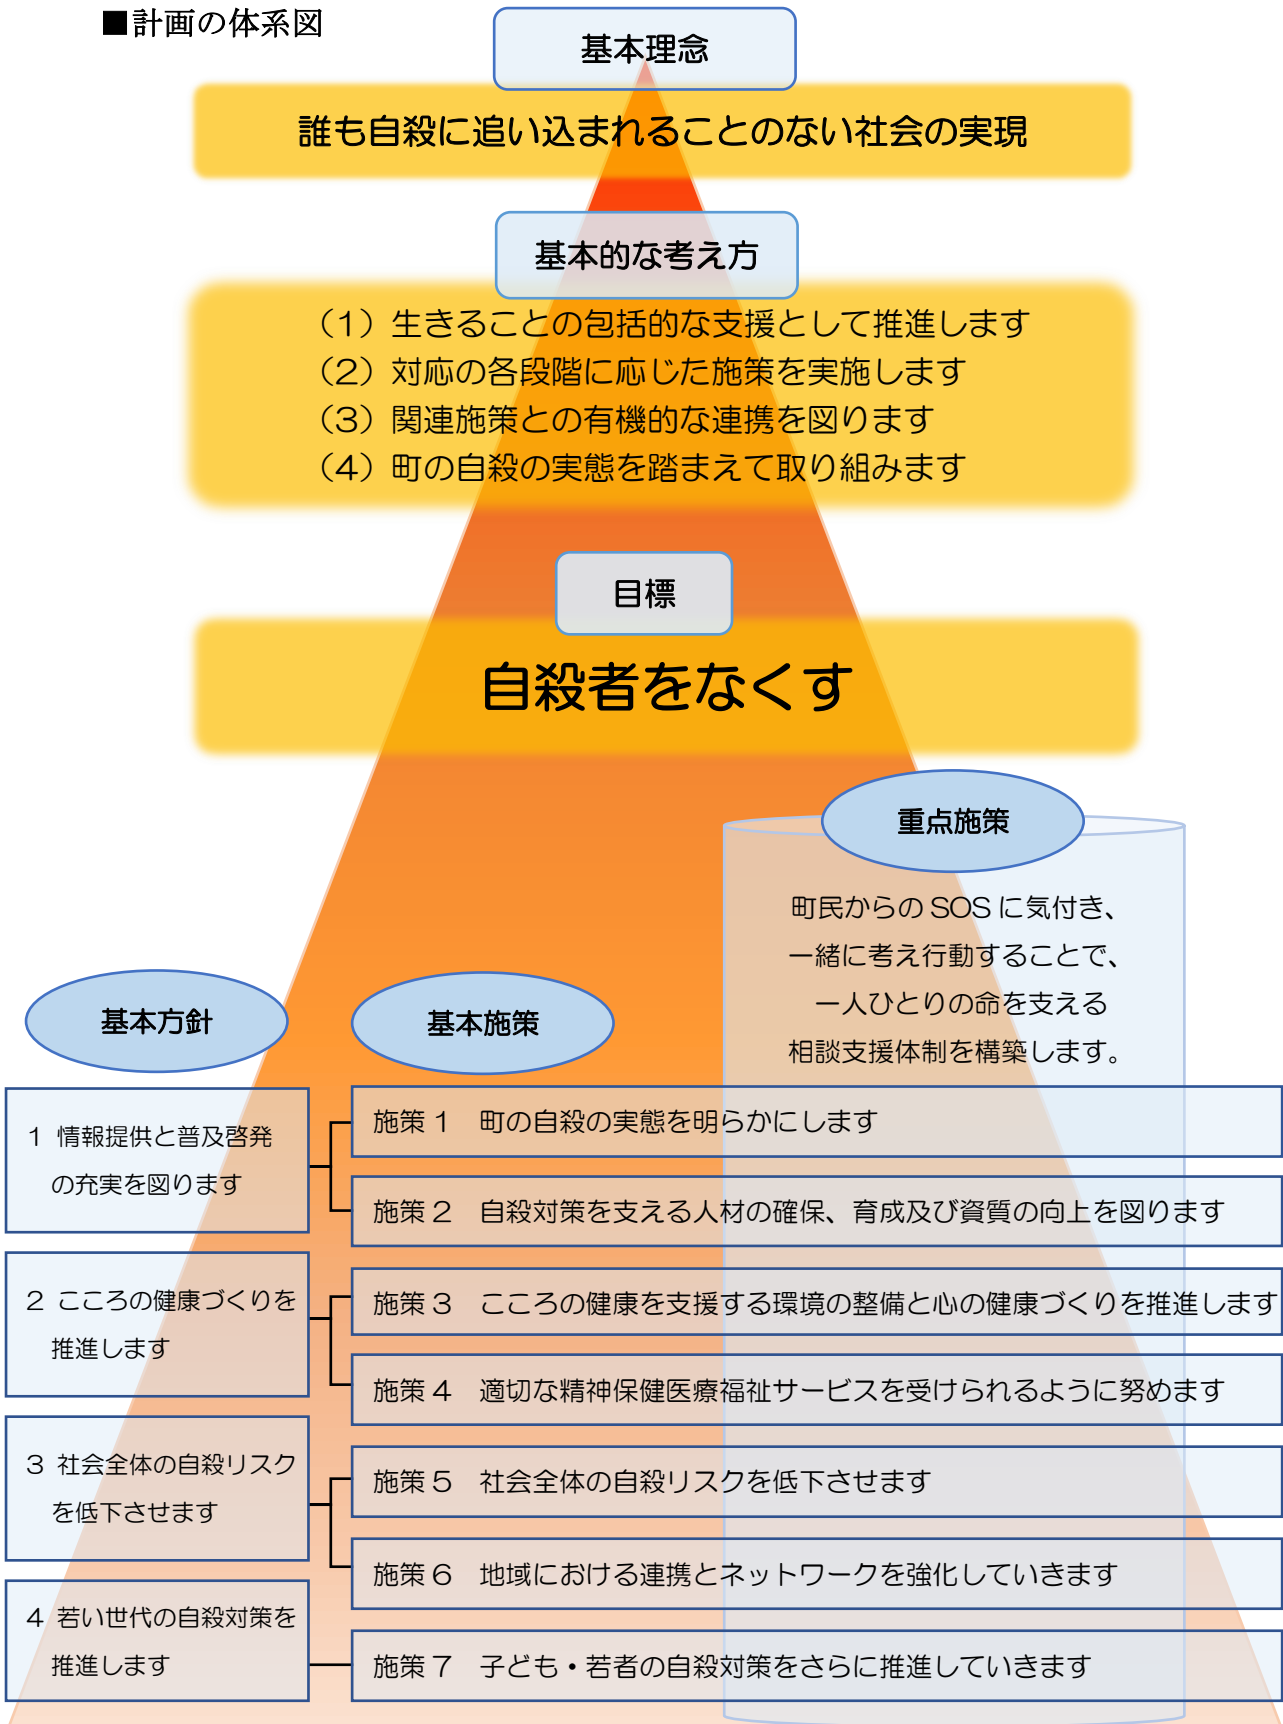 ■計画の体系図
基本理念
誰も自殺に追い込まれることのない社会の実現
基本的な考え方
（１）生きることの包括的な支援として推進します
（２）対応の各段階に応じた施策を実施します
（３）関連施策との有機的な連携を図ります
（４）町の自殺の実態を踏まえて取り組みます
目標
自殺者をなくす
重点施策
町民からの SOS に気付き、
一緒に考え行動することで、
一人ひとりの命を支える
相談支援体制を構築します。
基本方針
基本施策
１ 情報提供と普及啓発
の充実を図ります
施策１　町の自殺の実態を明らかにします
施策２　自殺対策を支える人材の確保、育成及び資質の向上を図ります
２ こころの健康づくりを
推進します
施策３　こころの健康を支援する環境の整備と心の健康づくりを推進します
施策４　適切な精神保健医療福祉サービスを受けられるように努めます
３ 社会全体の自殺リスク
を低下させます
施策５　社会全体の自殺リスクを低下させます
施策６　地域における連携とネットワークを強化していきます
４ 若い世代の自殺対策を
推進します
施策７　子ども・若者の自殺対策をさらに推進していきます